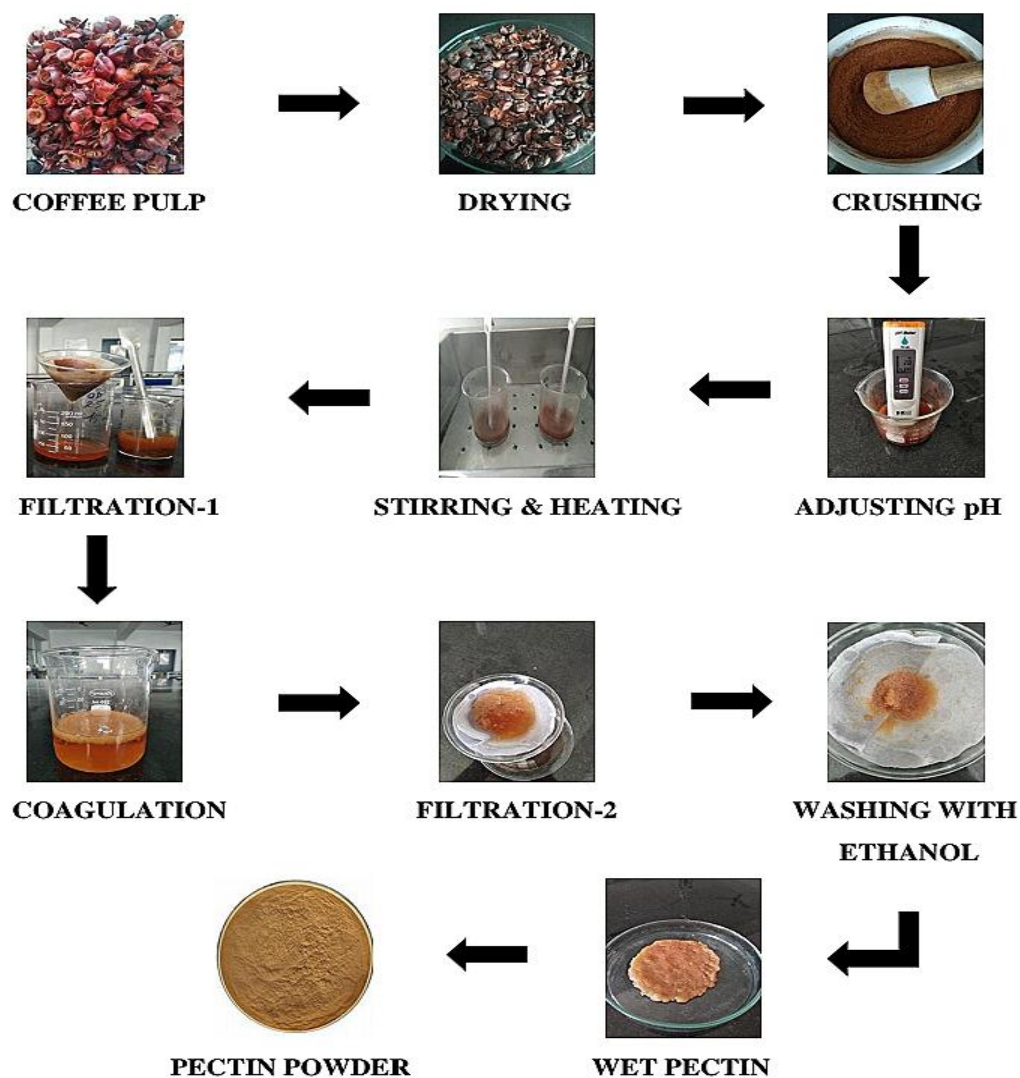 COFFEE PULP
DRYING
CRUSHING
FILTRATION-1
STIRRING & HEATING
ADJUSTING pH
COAGULATION
FILTRATION-2
WASHING WITH
ETHANOL
PECTIN POWDER
WET PECTIN